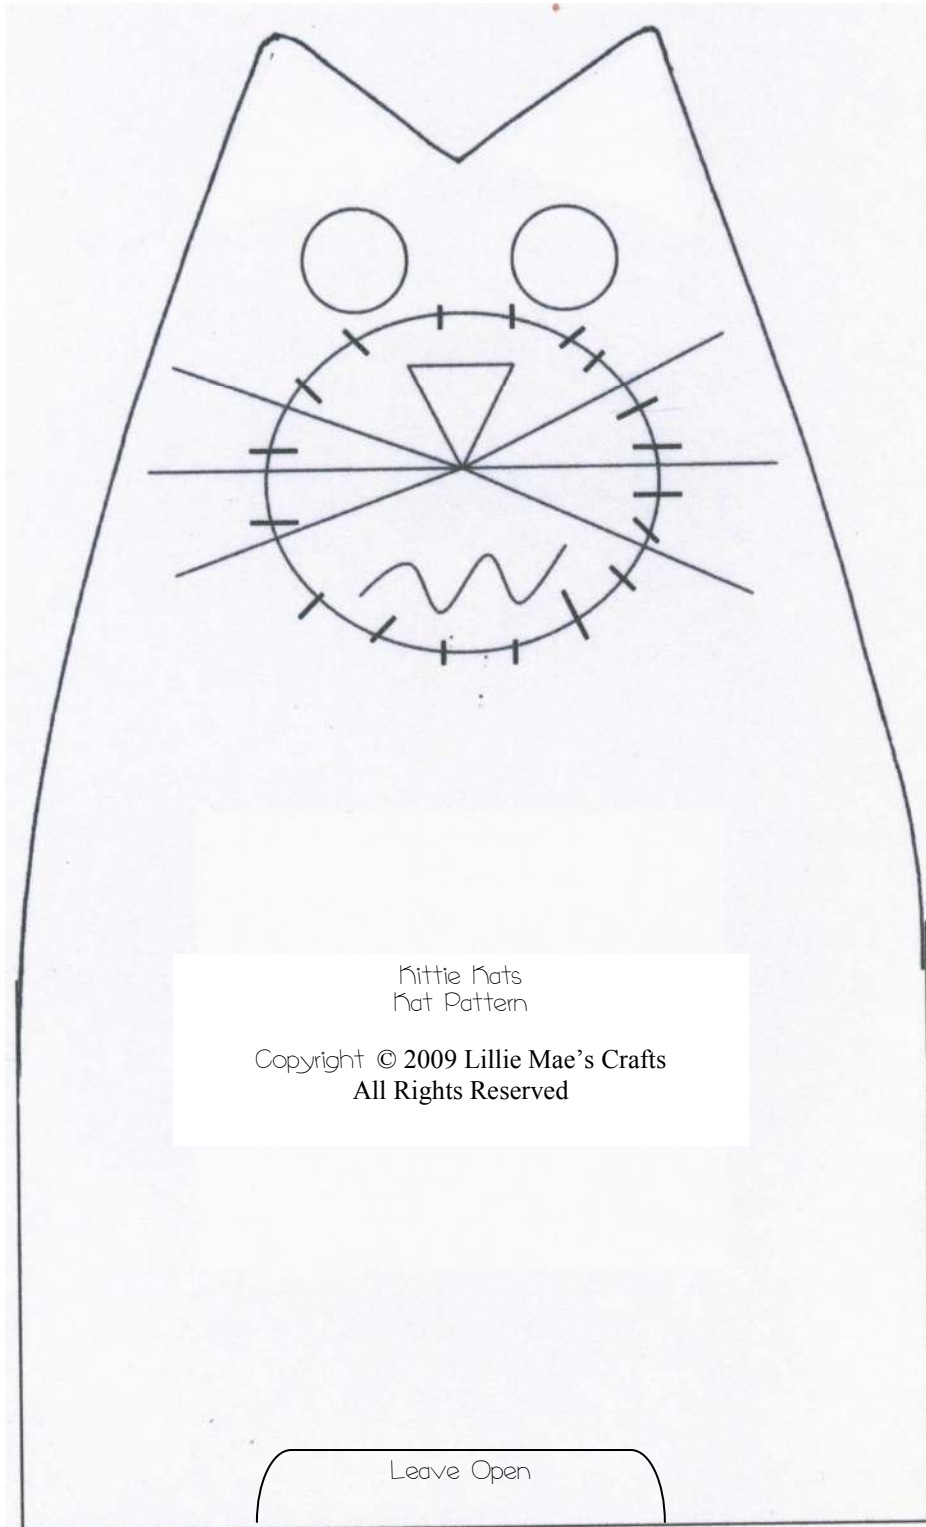 Kittie Kats
Kat Pattern
Copyright © 2009 Lillie Mae’s Crafts
All Rights Reserved
Leave Open